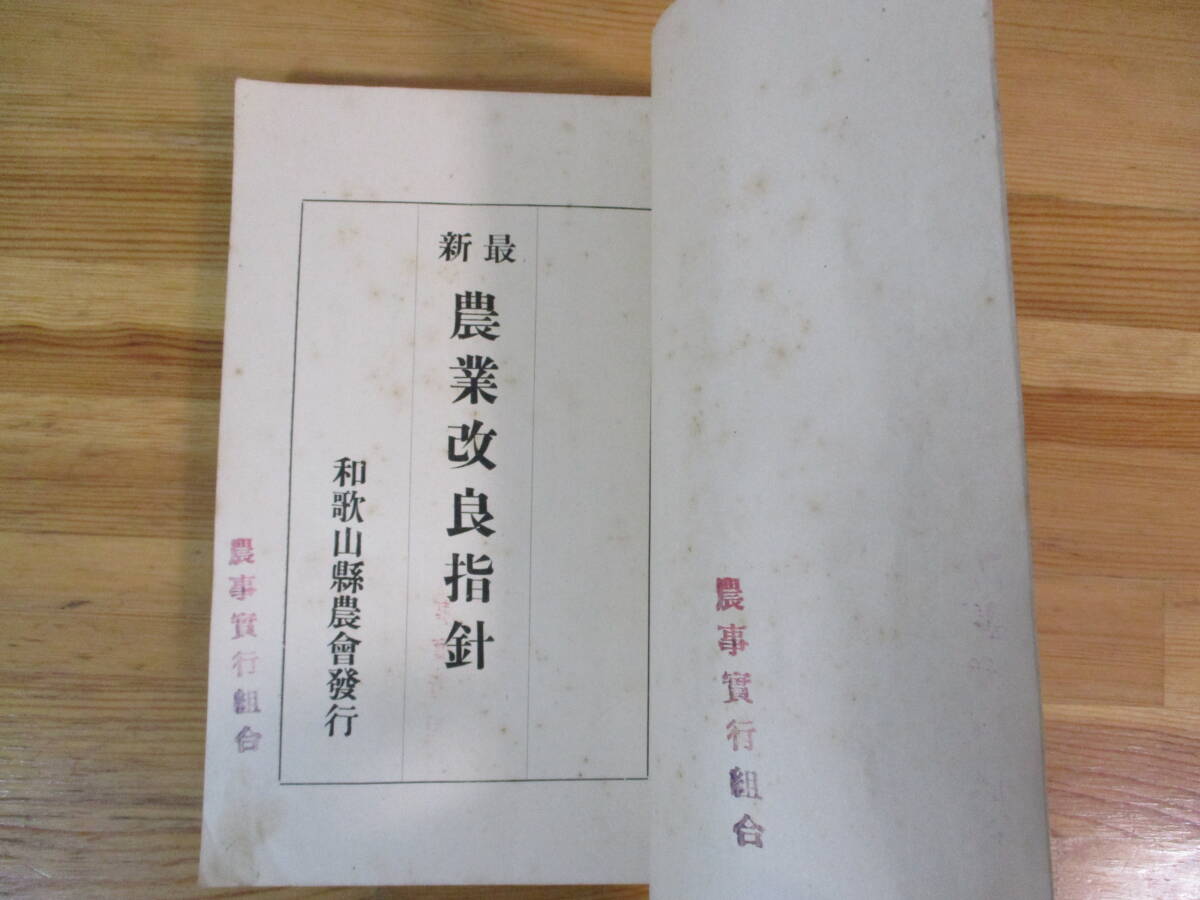 農事實行組合
最新
農業改良指針
和歌山縣農會發行
農事實行組合